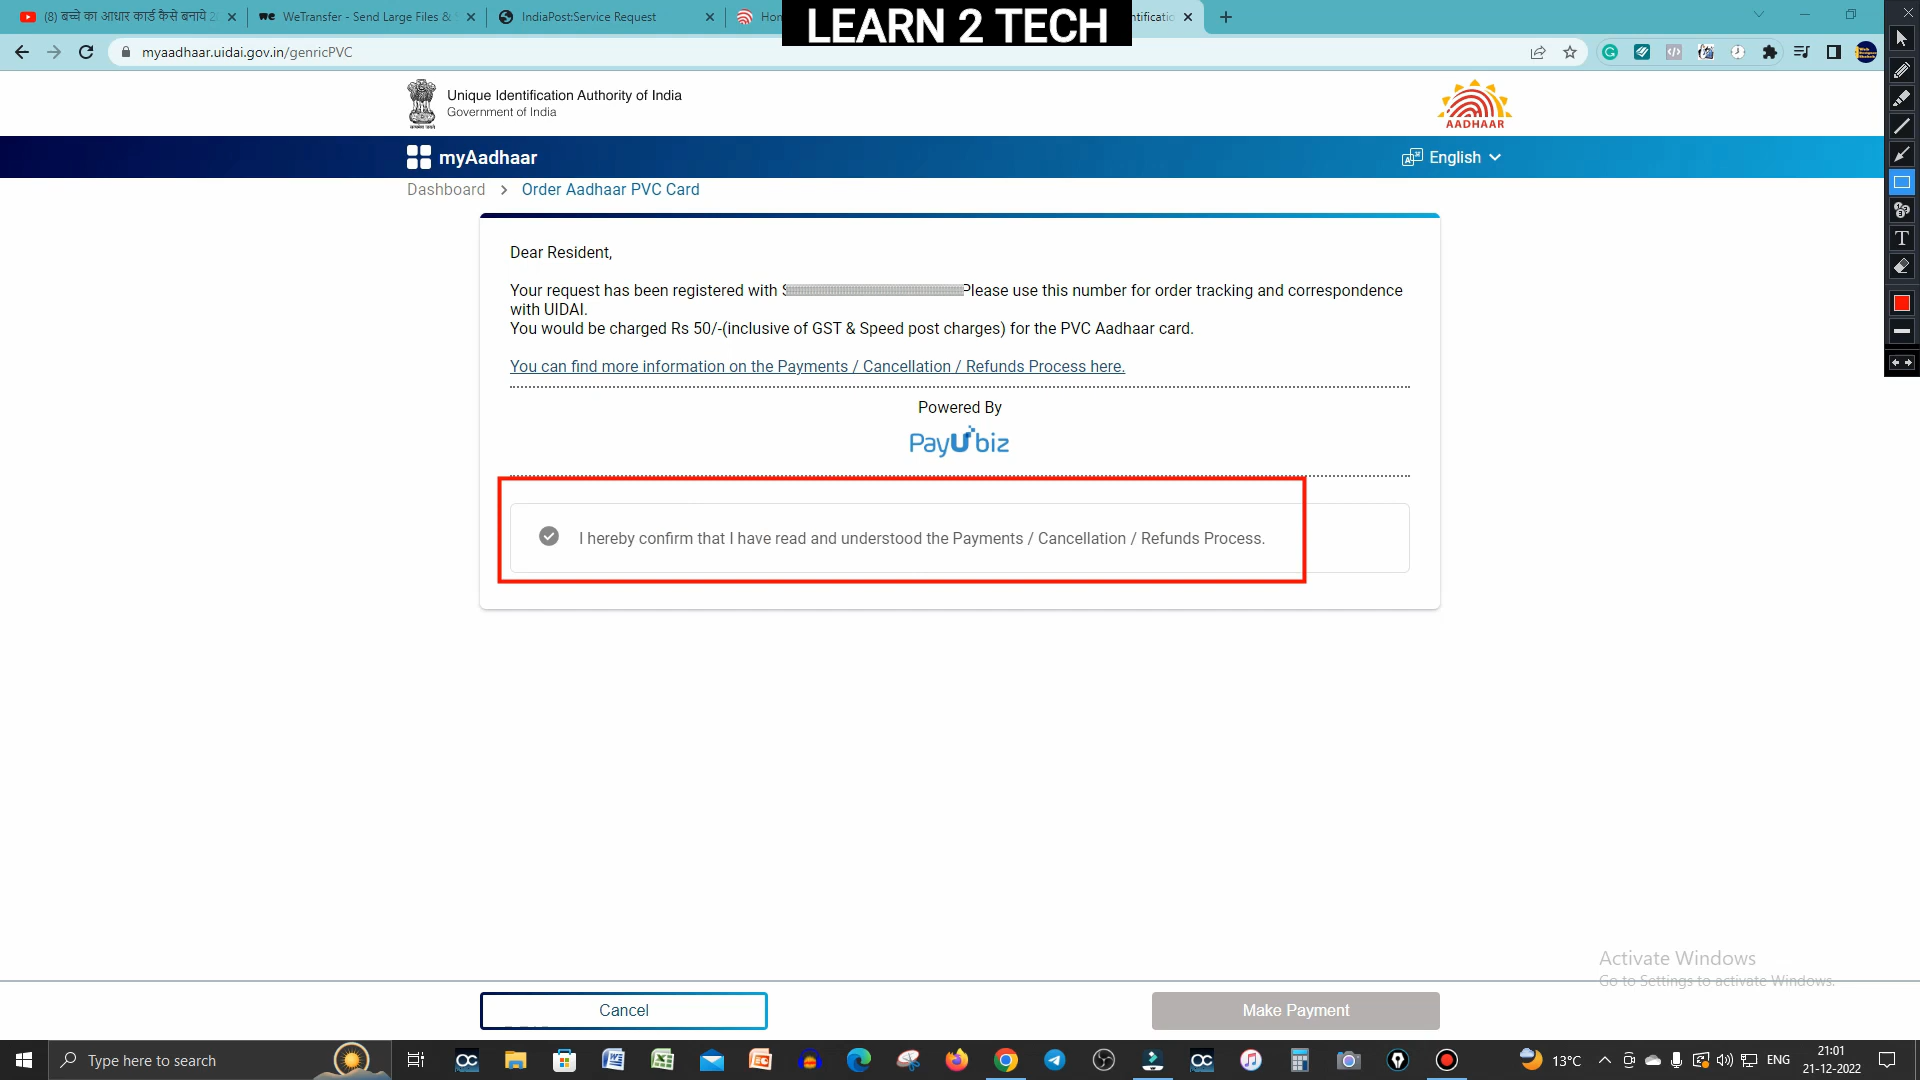 (8) बच्चे का आधार कार्ड कैसे बनाये 2
WeTransfer - Send Large Files &
IndiaPost:Service Request
LEARN 2 TECH
myaadhaar.uidai.gov.in/genricPVC
Unique Identification Authority of India
Government of India
AADHAAR
myAadhaar
English
Dashboard > Order Aadhaar PVC Card
Dear Resident,
Your request has been registered with Please use this number for order tracking and correspondence
with UIDAI.
You would be charged Rs 50/-(inclusive of GST & Speed post charges) for the PVC Aadhaar card.
You can find more information on the Payments / Cancellation / Refunds Process here.
Powered By
PayUbiz
I hereby confirm that I have read and understood the Payments / Cancellation / Refunds Process.
Activate Windows
Go to Settings to activate Windows.
Cancel
Make Payment
Type here to search
13°C
ENG
21:01
21-12-2022